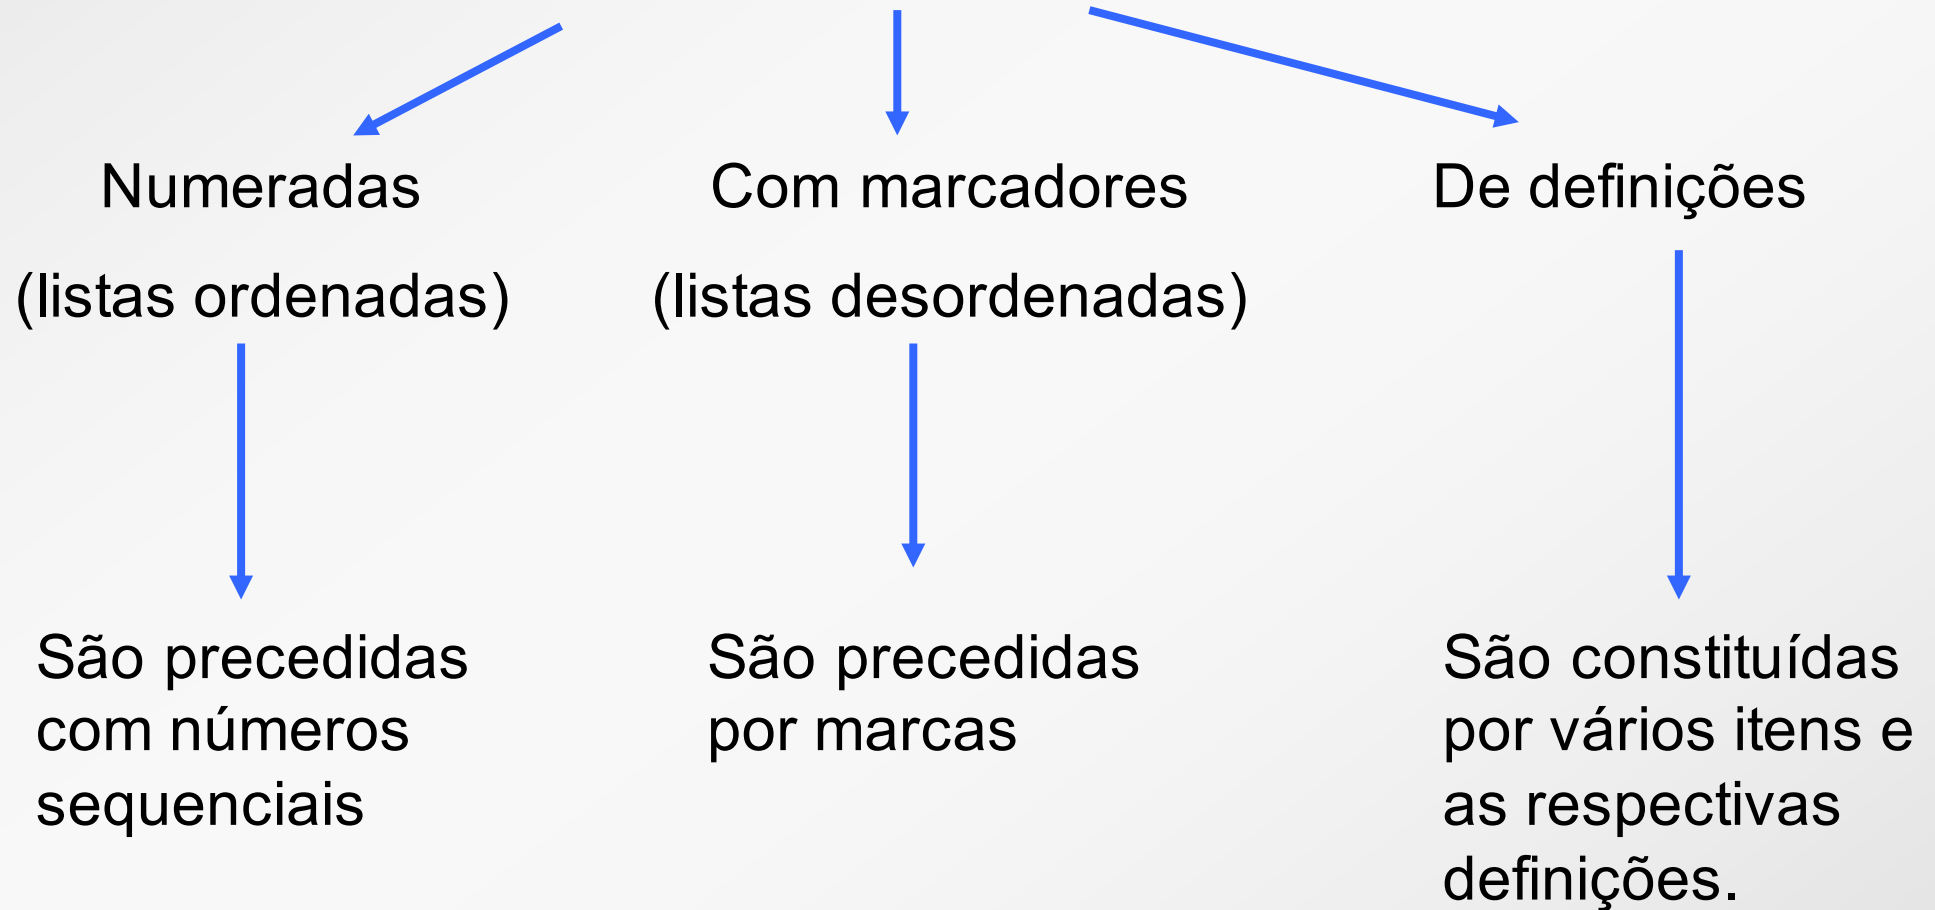 Numeradas
(listas ordenadas)
São precedidas
com números
sequenciais
Com marcadores
(listas desordenadas)
São precedidas
por marcas
De definições
São constituídas
por vários itens e
as respectivas
definições.